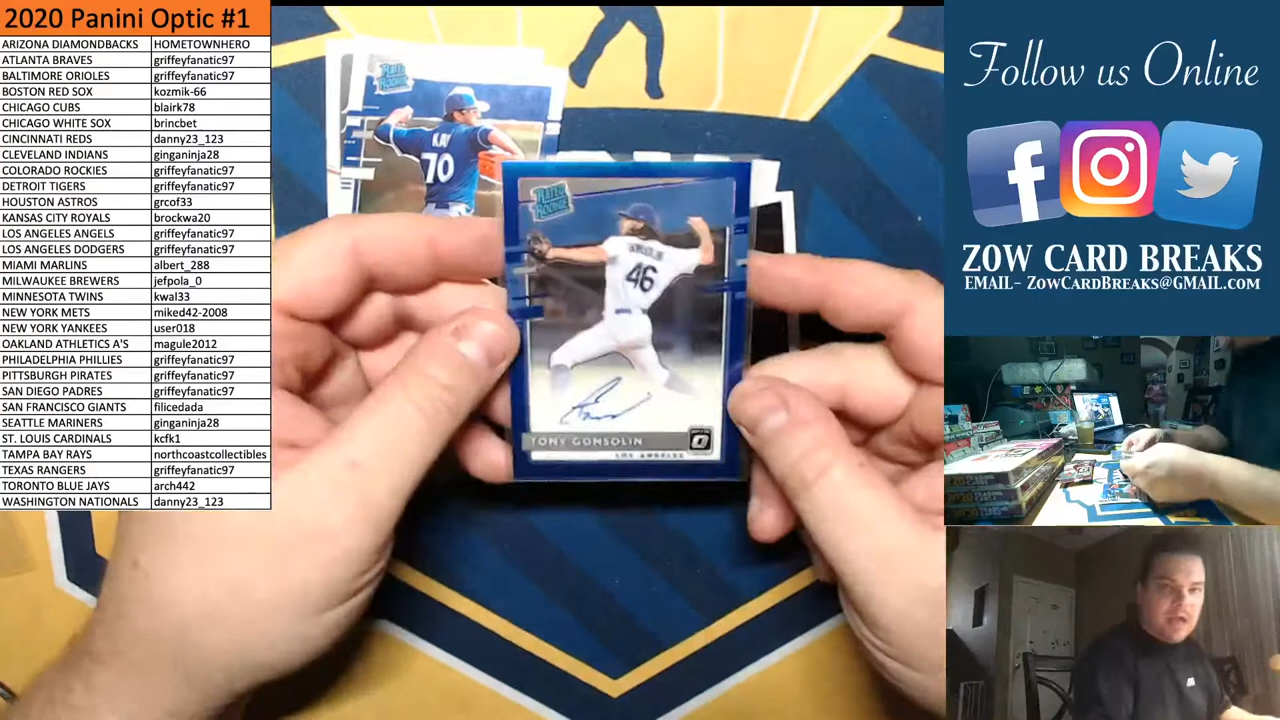 2020 Panini Optic #1
ARIZONA DIAMONDBACKS HOMETOWNHERO
ATLANTA BRAVES griffeyfanatic97
BALTIMORE ORIOLES griffeyfanatic97
BOSTON RED SOX kozmik-66
CHICAGO CUBS blairk78
CHICAGO WHITE SOX brincbet
CINCINNATI REDS danny23_123
CLEVELAND INDIANS ginganinja28
COLORADO ROCKIES griffeyfanatic97
DETROIT TIGERS griffeyfanatic97
HOUSTON ASTROS grcof33
KANSAS CITY ROYALS brockwa20
LOS ANGELES ANGELS griffeyfanatic97
LOS ANGELES DODGERS griffeyfanatic97
MIAMI MARLINS albert_288
MILWAUKEE BREWERS jefpola_0
MINNESOTA TWINS kwal33
NEW YORK METS miked42-2008
NEW YORK YANKEES user018
OAKLAND ATHLETICS A'S magule2012
PHILADELPHIA PHILLIES griffeyfanatic97
PITTSBURGH PIRATES griffeyfanatic97
SAN DIEGO PADRES griffeyfanatic97
SAN FRANCISCO GIANTS filicedada
SEATTLE MARINERS ginganinja28
ST. LOUIS CARDINALS kcfk1
TAMPA BAY RAYS northcoastcollectibles
TEXAS RANGERS griffeyfanatic97
TORONTO BLUE JAYS arch442
WASHINGTON NATIONALS danny23_123
RATED ROOKIE
KAY
70
RATED ROOKIE
GONSOLIN
46
TONY GONSOLIN
LOS ANGELES
Follow us Online
ZOW CARD BREAKS
EMAIL- ZowCardBreaks@gmail.com